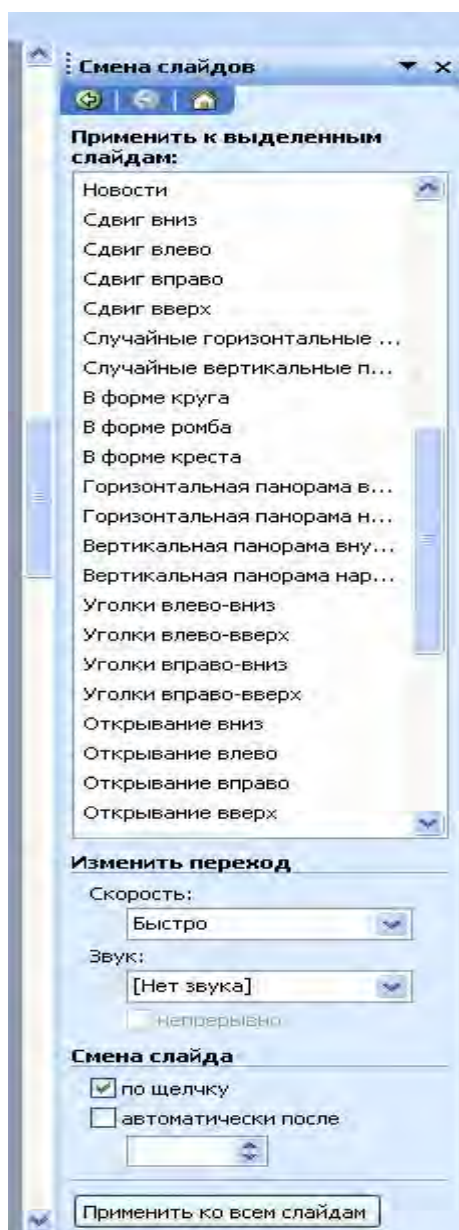 Смена слайдов
Применить к выделенным
слайдам:
Новости
Сдвиг вниз
Сдвиг влево
Сдвиг вправо
Сдвиг вверх
Случайные горизонтальные ...
Случайные вертикальные п...
В форме круга
В форме ромба
В форме креста
Горизонтальная панорама в...
Горизонтальная панорама н...
Вертикальная панорама вну...
Вертикальная панорама нар...
Уголки влево-вниз
Уголки влево-вверх
Уголки вправо-вниз
Уголки вправо-вверх
Открывание вниз
Открывание влево
Открывание вправо
Открывание вверх
Изменить переход
Скорость:
Быстро
Звук:
[Нет звука]
непрерывно
Смена слайда
по щелчку
автоматически после
Применить ко всем слайдам